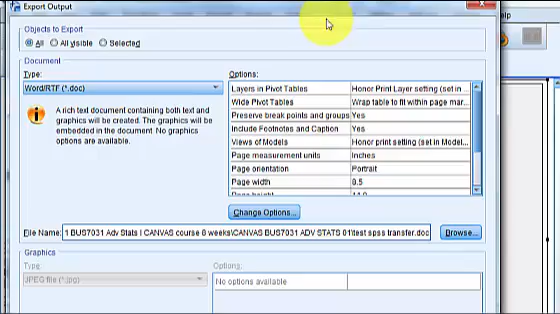 Export Output
elp
Objects to Export
All All visible Selected
Document
Type:
Word/RTF (*.doc)
A rich text document containing both text and
graphics will be created. The graphics will be
embedded in the document. No graphics
options are available.
Options:
Layers in Pivot Tables Honor Print Layer setting (set in ...
Wide Pivot Tables Wrap table to fit within page mar...
Preserve break points and groups Yes
Include Footnotes and Caption Yes
Views of Models Honor print setting (set in Model...
Page measurement units Inches
Page orientation Portrait
Page width 8.5
Change Options...
File Name: 1 BUS7031 Adv Stats I CANVAS course 8 weeks\CANVAS BUS7031 ADV STATS 01\test spss transfer.doc Browse...
Graphics
Type:
JPEG file (*.jpg)
Options:
No options available